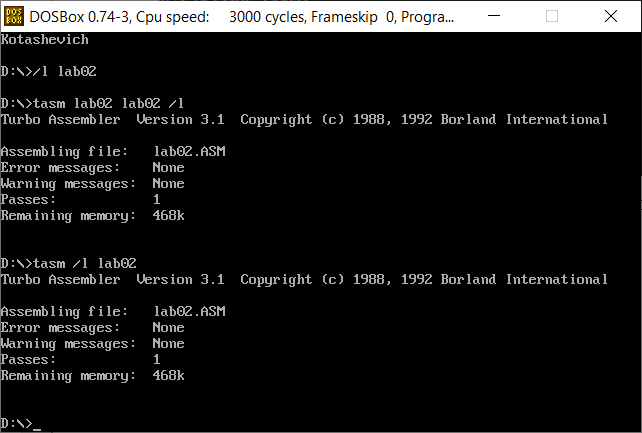 DOS BOX DOSBox 0.74-3, Cpu speed: 3000 cycles, Frameskip 0, Progra...
Kotashevich
D:\>/l lab02
D:\>tasm lab02 lab02 /l
Turbo Assembler Version 3.1 Copyright (c) 1988, 1992 Borland International
Assembling file: lab02.ASM
Error messages: None
Warning messages: None
Passes: 1
Remaining memory: 468k
D:\>tasm /l lab02
Turbo Assembler Version 3.1 Copyright (c) 1988, 1992 Borland International
Assembling file: lab02.ASM
Error messages: None
Warning messages: None
Passes: 1
Remaining memory: 468k
D:\>_